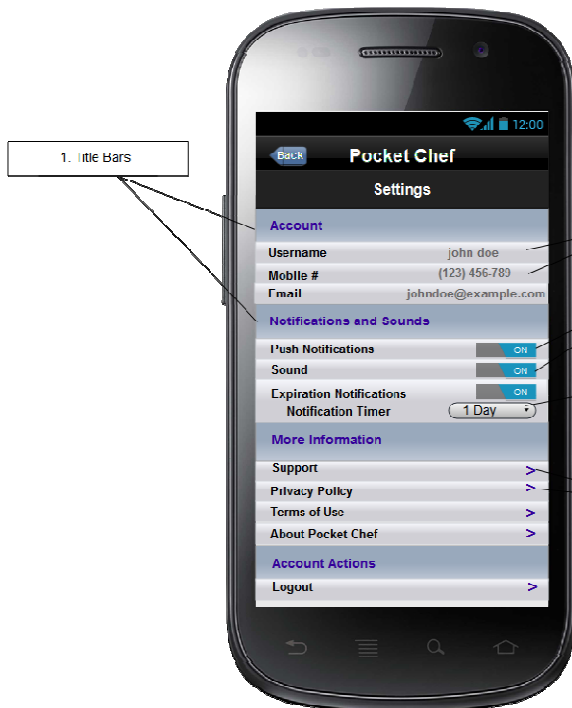 12:00
Back Pocket Chef
Settings
1. Title Bars
Account
Username john doe
Mobile # (123) 456-789
Email johndoe@example.com
Notifications and Sounds
Push Notifications ON
Sound ON
Expiration Notifications ON
Notification Timer 1 Day
More Information
Support >
Privacy Policy >
Terms of Use >
About Pocket Chef >
Account Actions
Logout >